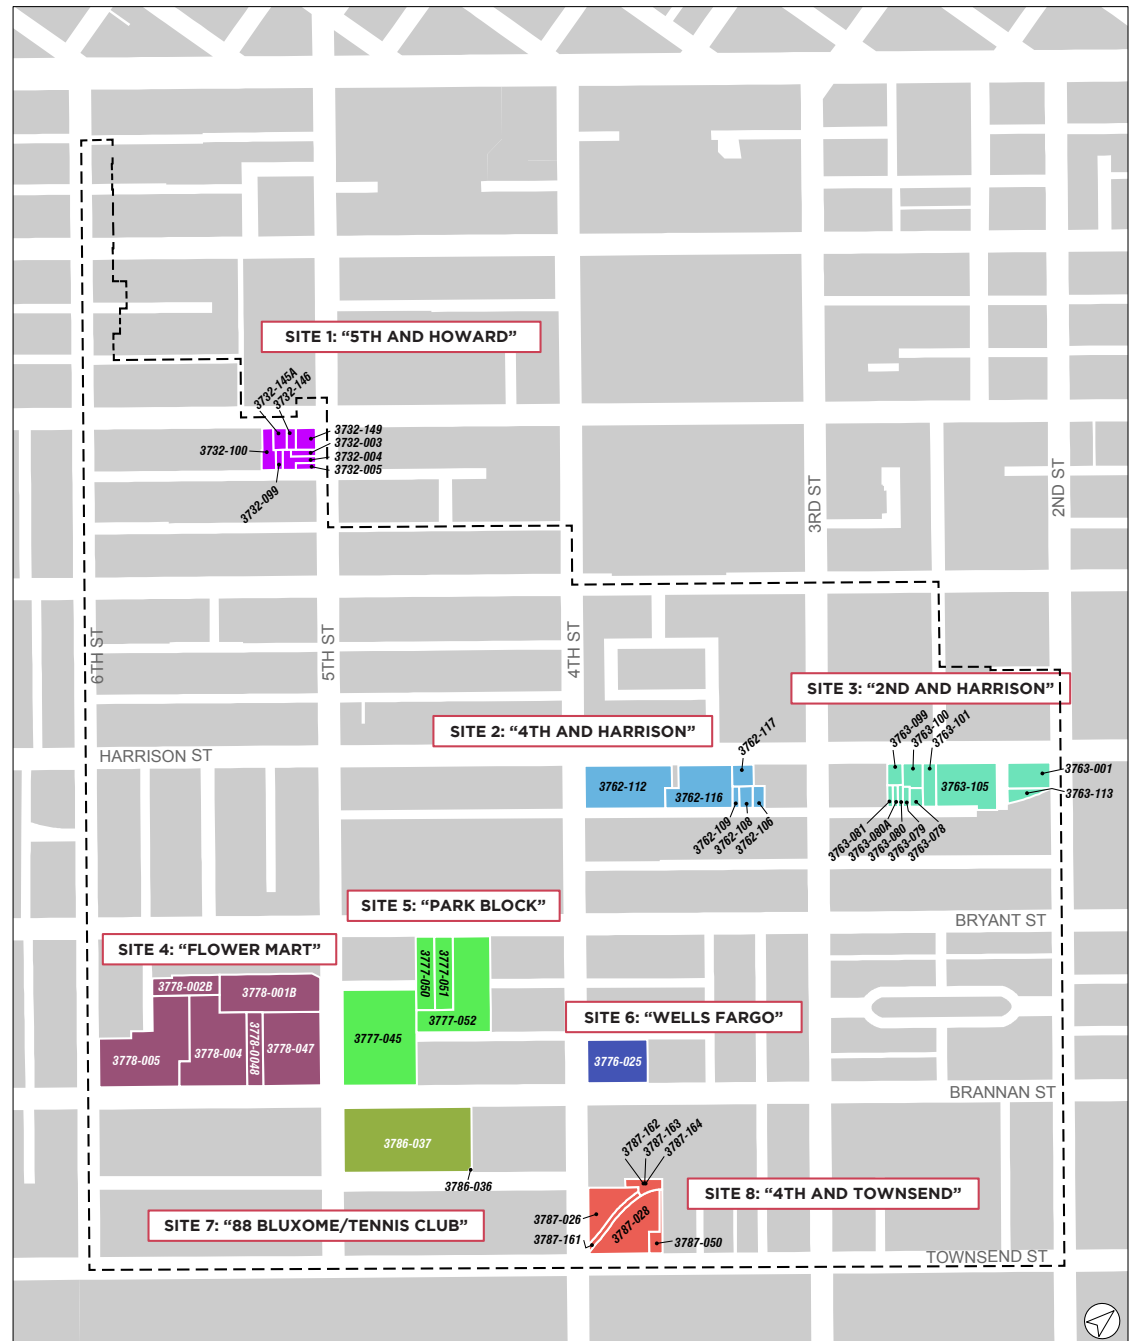 SITE 1: “5TH AND HOWARD”
3732-145A
3732-146
3732-149
3732-003
3732-004
3732-005
3732-100
3732-099
3RD ST
2ND ST
6TH ST
5TH ST
4TH ST
SITE 3: “2ND AND HARRISON”
SITE 2: “4TH AND HARRISON”
HARRISON ST
3762-117
3763-099
3763-100
3763-101
3762-112
3762-116
3763-105
3763-001
3763-113
3762-109
3762-108
3762-106
3763-081
3763-080A
3763-080
3763-079
3763-078
SITE 5: “PARK BLOCK”
BRYANT ST
SITE 4: “FLOWER MART”
3777-050
3777-051
3778-002B
3778-001B
3777-052
SITE 6: “WELLS FARGO”
3777-045
3778-005
3778-004
3778-0048
3778-047
3776-025
BRANNAN ST
3786-037
3786-036
3787-162
3787-163
3787-164
SITE 8: “4TH AND TOWNSEND”
SITE 7: “88 BLUXOME/TENNIS CLUB”
3787-026
3787-028
3787-161
3787-050
TOWNSEND ST